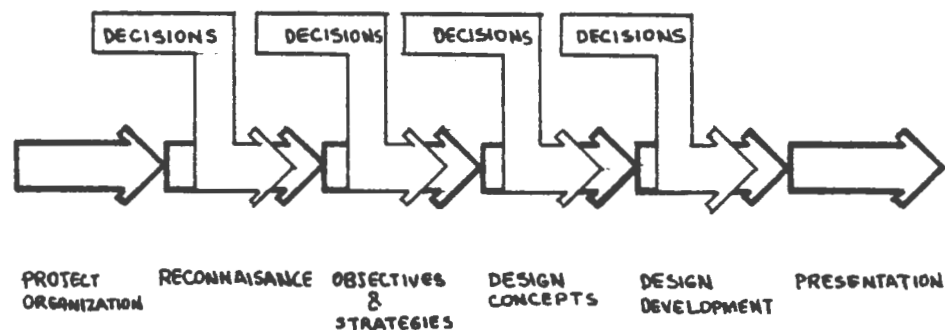 DECISIONS DECISIONS DECISIONS DECISIONS
PROTECT RECONNAISANCE OBJECTIVES DESIGN DESIGN PRESENTATION
ORGANIZATION & CONCEPTS DEVELOPMENT
STRATEGIES